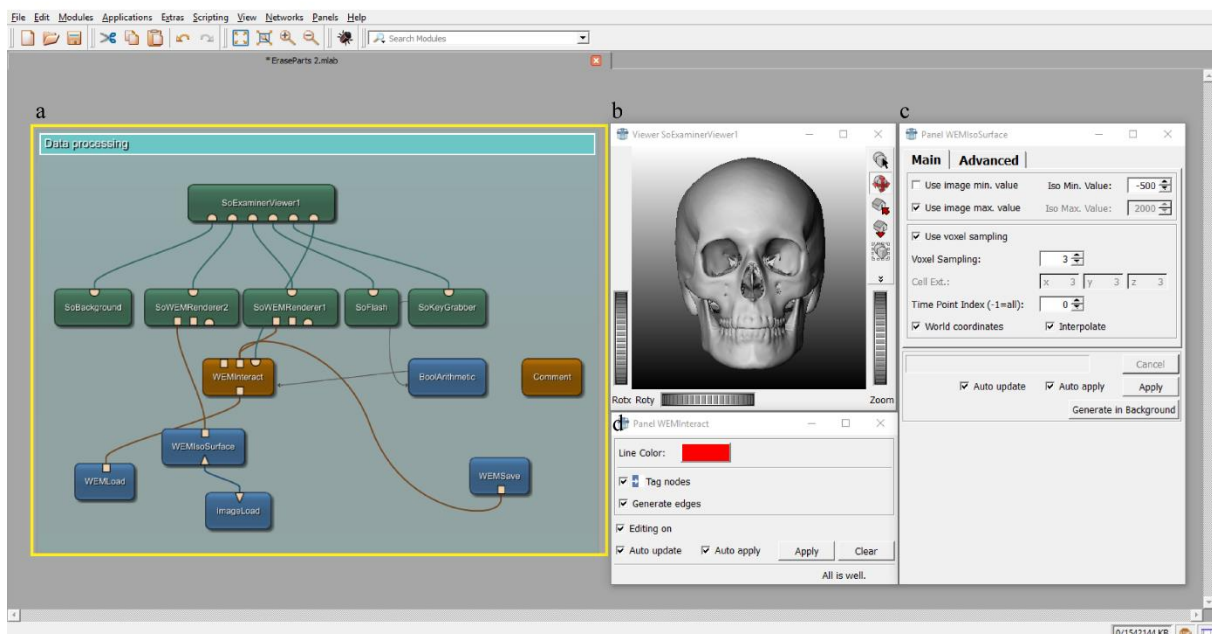 File Edit Modules Applications Extras Scripting View Networks Panels Help
Search Modules
*EraseParts 2.mlab
a
Data processing
SoExaminerViewer1
SoBackground SoWEMRenderer2 SoWEMRenderer1 SoFlash SoKeyGrabber
WEMInteract BoolArithmetic Comment
WEMIsoSurface
WEMLoad WEMSave
ImageLoad
b
Viewer SoExaminerViewer1
Rotx Roty Zoom
c
Panel WEMIsoSurface
Main Advanced
Use image min. value Iso Min. Value: -500
Use image max. value Iso Max. Value: 2000
Use voxel sampling
Voxel Sampling: 3
Cell Ext.: x 3 y 3 z 3
Time Point Index (-1=all): 0
World coordinates Interpolate
Cancel
Auto update Auto apply Apply
Generate in Background
d
Panel WEMInteract
Line Color:
Tag nodes
Generate edges
Editing on
Auto update Auto apply Apply Clear
All is well.
0/1542144 KB